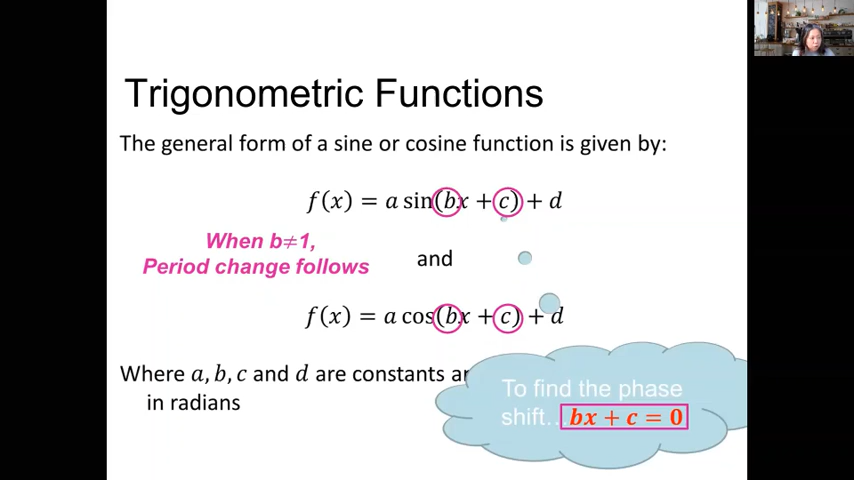 Trigonometric Functions
The general form of a sine or cosine function is given by:
f(x) = a sin(bx + c) + d
When b≠1,
Period change follows
and
f(x) = a cos(bx + c) + d
Where a, b, c and d are constants
in radians
To find the phase
shift… bx + c = 0